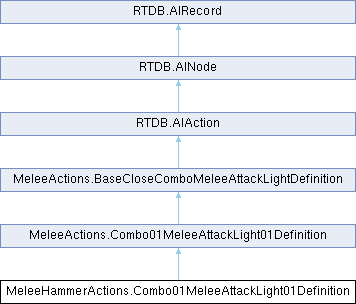 RTDB.AIRecord
RTDB.AINode
RTDB.AIAction
MeleeActions.BaseCloseComboMeleeAttackLightDefinition
MeleeActions.Combo01MeleeAttackLight01Definition
MeleeHammerActions.Combo01MeleeAttackLight01Definition